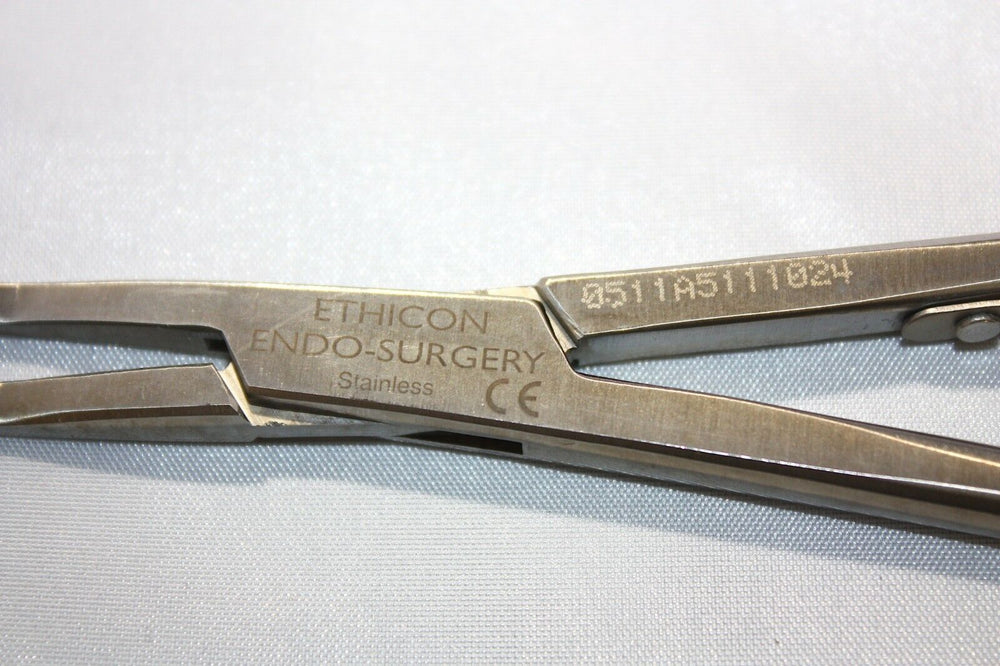 ETHICON
ENDO-SURGERY
Stainless CE
0511A5111024